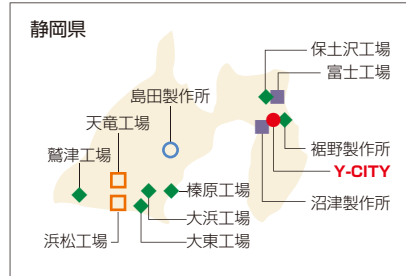 静岡県
保土沢工場
富士工場
島田製作所
天竜工場
鷲津工場
裾野製作所
Y-CITY
榛原工場
沼津製作所
大浜工場
浜松工場
大東工場